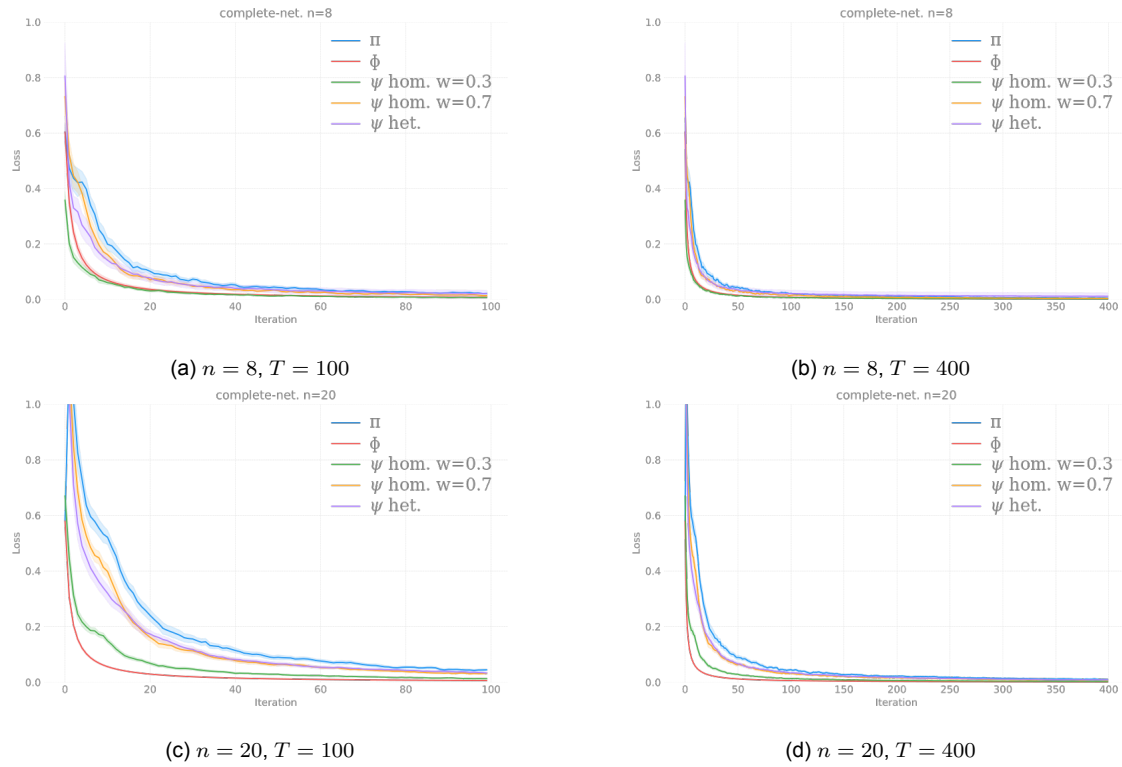 complete-net. n=8
1.0
0.8
0.6
0.4
0.2
0.0
Loss
0
20
40
60
80
100
Iteration
Π
ϕ
ψ hom. w=0.3
ψ hom. w=0.7
ψ het.
(a) n = 8, T = 100
complete-net. n=8
1.0
0.8
0.6
0.4
0.2
0.0
Loss
0
50
100
150
200
250
300
350
400
Iteration
Π
ϕ
ψ hom. w=0.3
ψ hom. w=0.7
ψ het.
(b) n = 8, T = 400
complete-net. n=20
1.0
0.8
0.6
0.4
0.2
0.0
Loss
0
20
40
60
80
100
Iteration
Π
ϕ
ψ hom. w=0.3
ψ hom. w=0.7
ψ het.
(c) n = 20, T = 100
complete-net. n=20
1.0
0.8
0.6
0.4
0.2
0.0
Loss
0
50
100
150
200
250
300
350
400
Iteration
Π
ϕ
ψ hom. w=0.3
ψ hom. w=0.7
ψ het.
(d) n = 20, T = 400